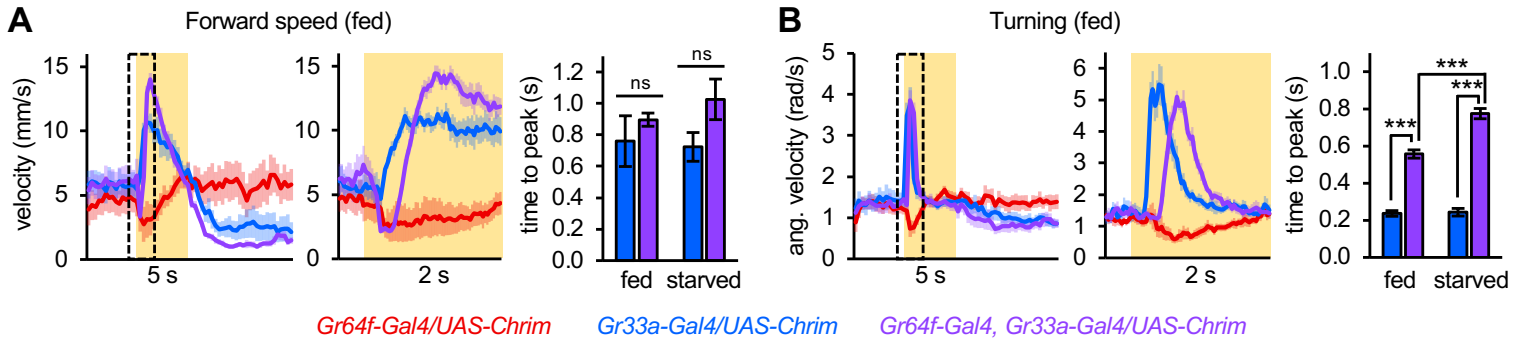 A
Forward speed (fed)
velocity (mm/s)
15
10
5
0
5 s
15
10
5
0
2 s
time to peak (s)
1.2
1.0
0.8
0.6
0.4
0.2
0.0
ns
ns
fed
starved
B
Turning (fed)
ang. velocity (rad/s)
5
4
3
2
1
0
5 s
6
5
4
3
2
1
0
2 s
time to peak (s)
1.0
0.8
0.6
0.4
0.2
0.0
***
***
***
fed
starved
Gr64f-Gal4/UAS-Chrim
Gr33a-Gal4/UAS-Chrim
Gr64f-Gal4, Gr33a-Gal4/UAS-Chrim